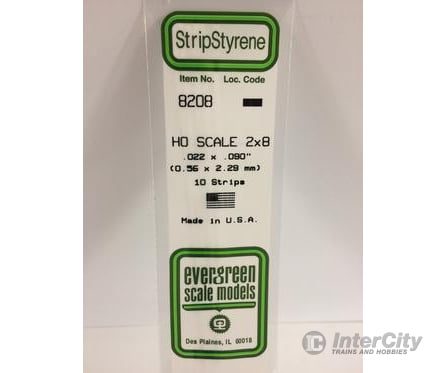 StripStyrene
Item No. Loc. Code
8208
HO SCALE 2x8
.022 x .090"
(0.56 x 2.29 mm)
10 Strips
Made in U.S.A.
evergreen
scale models
Des Plaines, IL 60018
InterCity
TRAINS AND HOBBIES